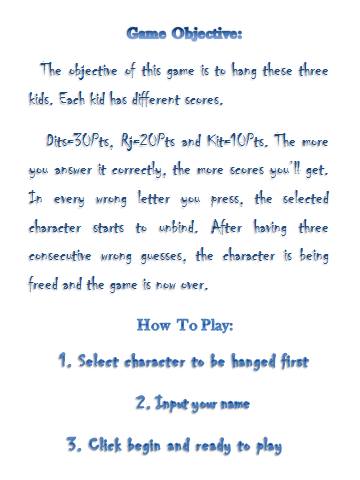 Game Objective:
The objective of this game is to hang these three
kids. Each kid has different scores.
Dits=30Pts, Rj=20Pts and Kit=10Pts. The more
you answer it correctly, the more scores you'll get.
In every wrong letter you press, the selected
character starts to unbind. After having three
consecutive wrong guesses, the character is being
freed and the game is now over.
How To Play:
1. Select character to be hanged first
2. Input your name
3. Click begin and ready to play